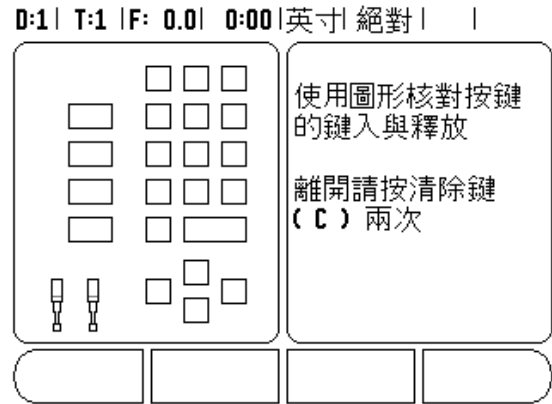 D:1| T:1 |F: 0.0| 0:00|英寸| 絕對| |
使用圖形核對按鍵
的鍵入與釋放
離開請按清除鍵
( C ) 兩次